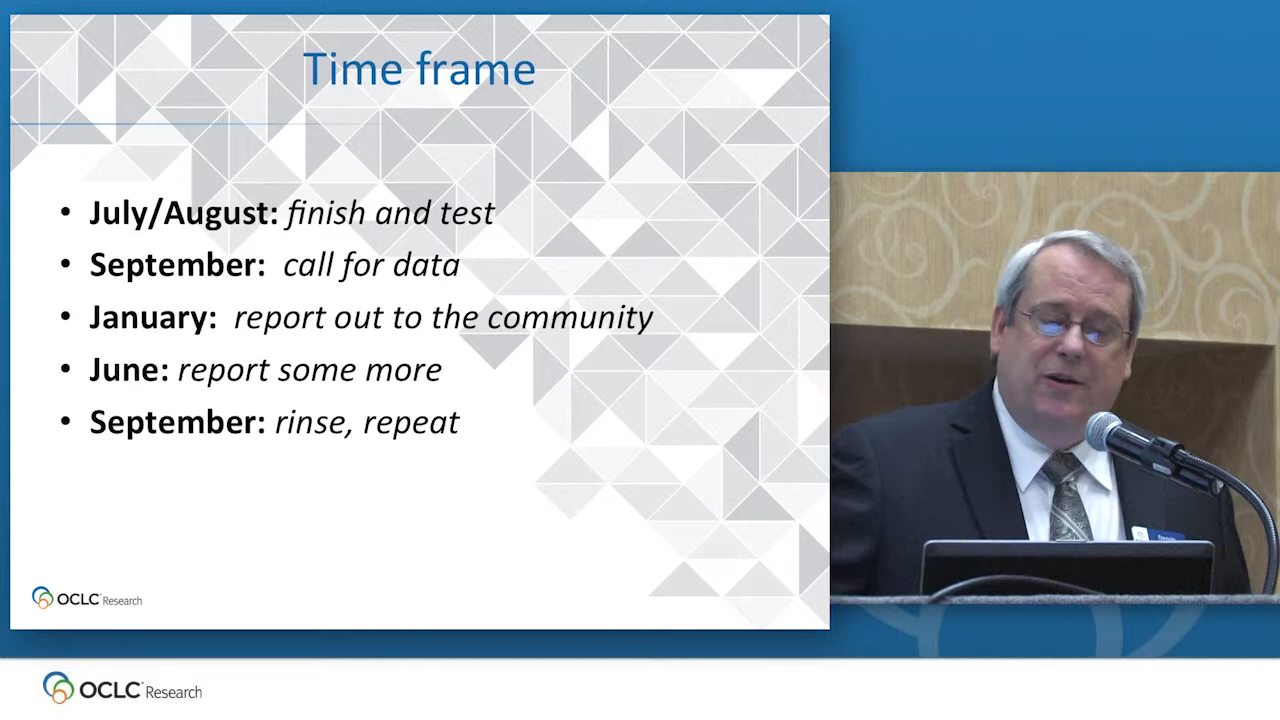 Time frame
• July/August: finish and test
• September: call for data
• January: report out to the community
• June: report some more
• September: rinse, repeat
OCLC Research
OCLC Research